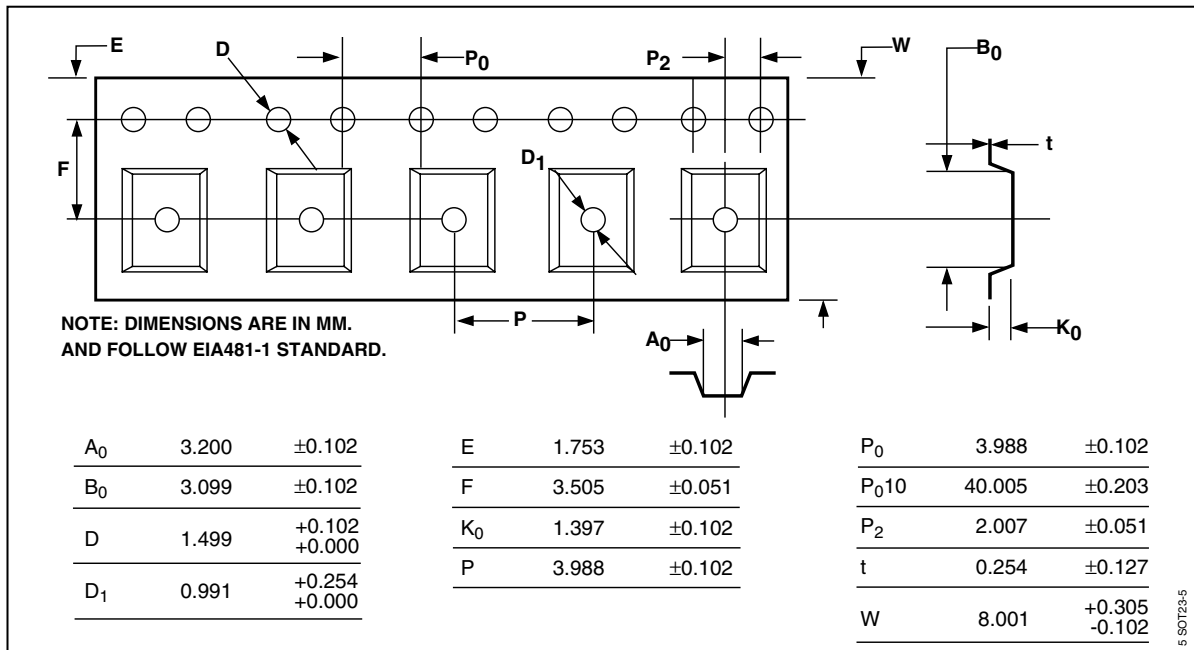 E
D
P0
P2
W
B0
t
D1
F
NOTE: DIMENSIONS ARE IN MM.
AND FOLLOW EIA481-1 STANDARD.
P
A0
K0
A0 3.200 ±0.102
B0 3.099 ±0.102
D 1.499 +0.102
+0.000
D1 0.991 +0.254
+0.000
E 1.753 ±0.102
F 3.505 ±0.051
K0 1.397 ±0.102
P 3.988 ±0.102
P0 3.988 ±0.102
P010 40.005 ±0.203
P2 2.007 ±0.051
t 0.254 ±0.127
W 8.001 +0.305
-0.102
5 SOT23-5